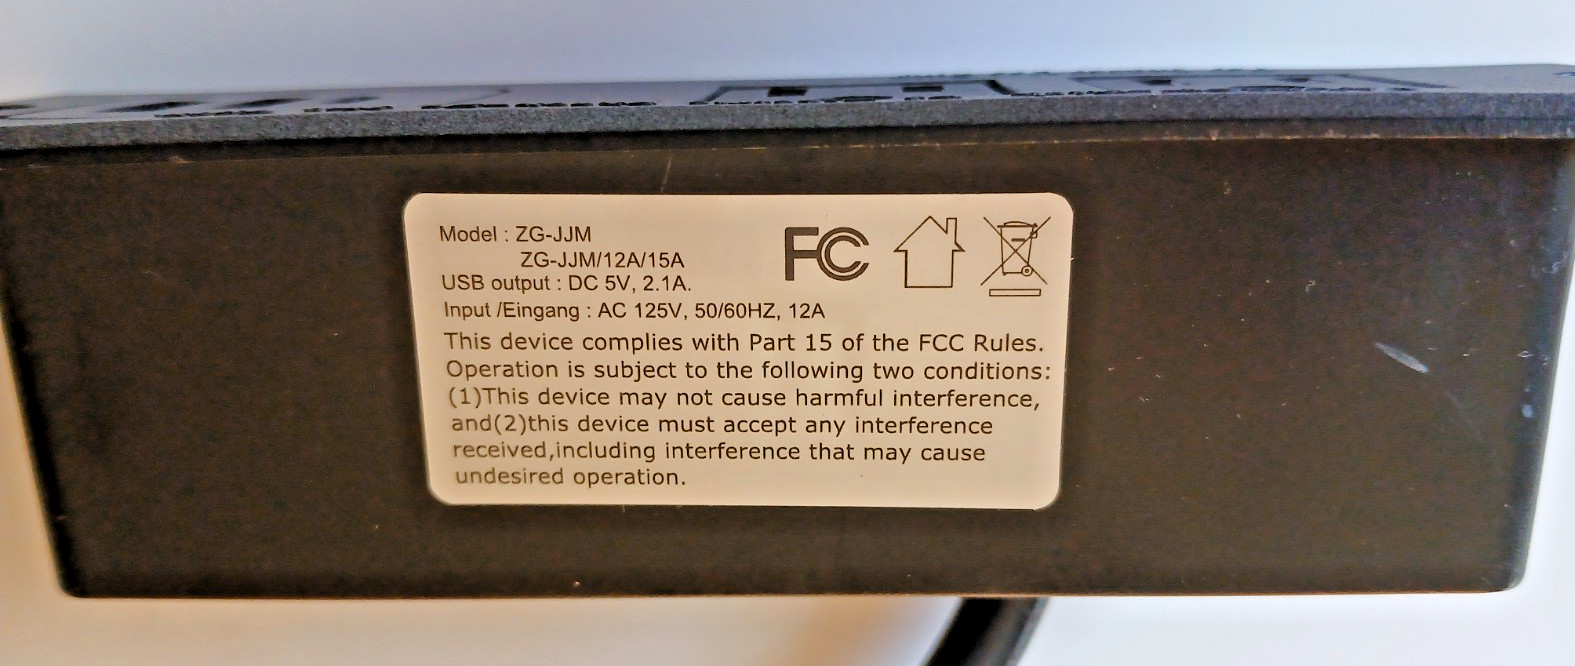 Model : ZG-JJM
ZG-JJM/12A/15A
USB output : DC 5V, 2.1A.
Input /Eingang : AC 125V, 50/60HZ, 12A
FC
This device complies with Part 15 of the FCC Rules.
Operation is subject to the following two conditions:
(1)This device may not cause harmful interference,
and(2)this device must accept any interference
received,including interference that may cause
undesired operation.